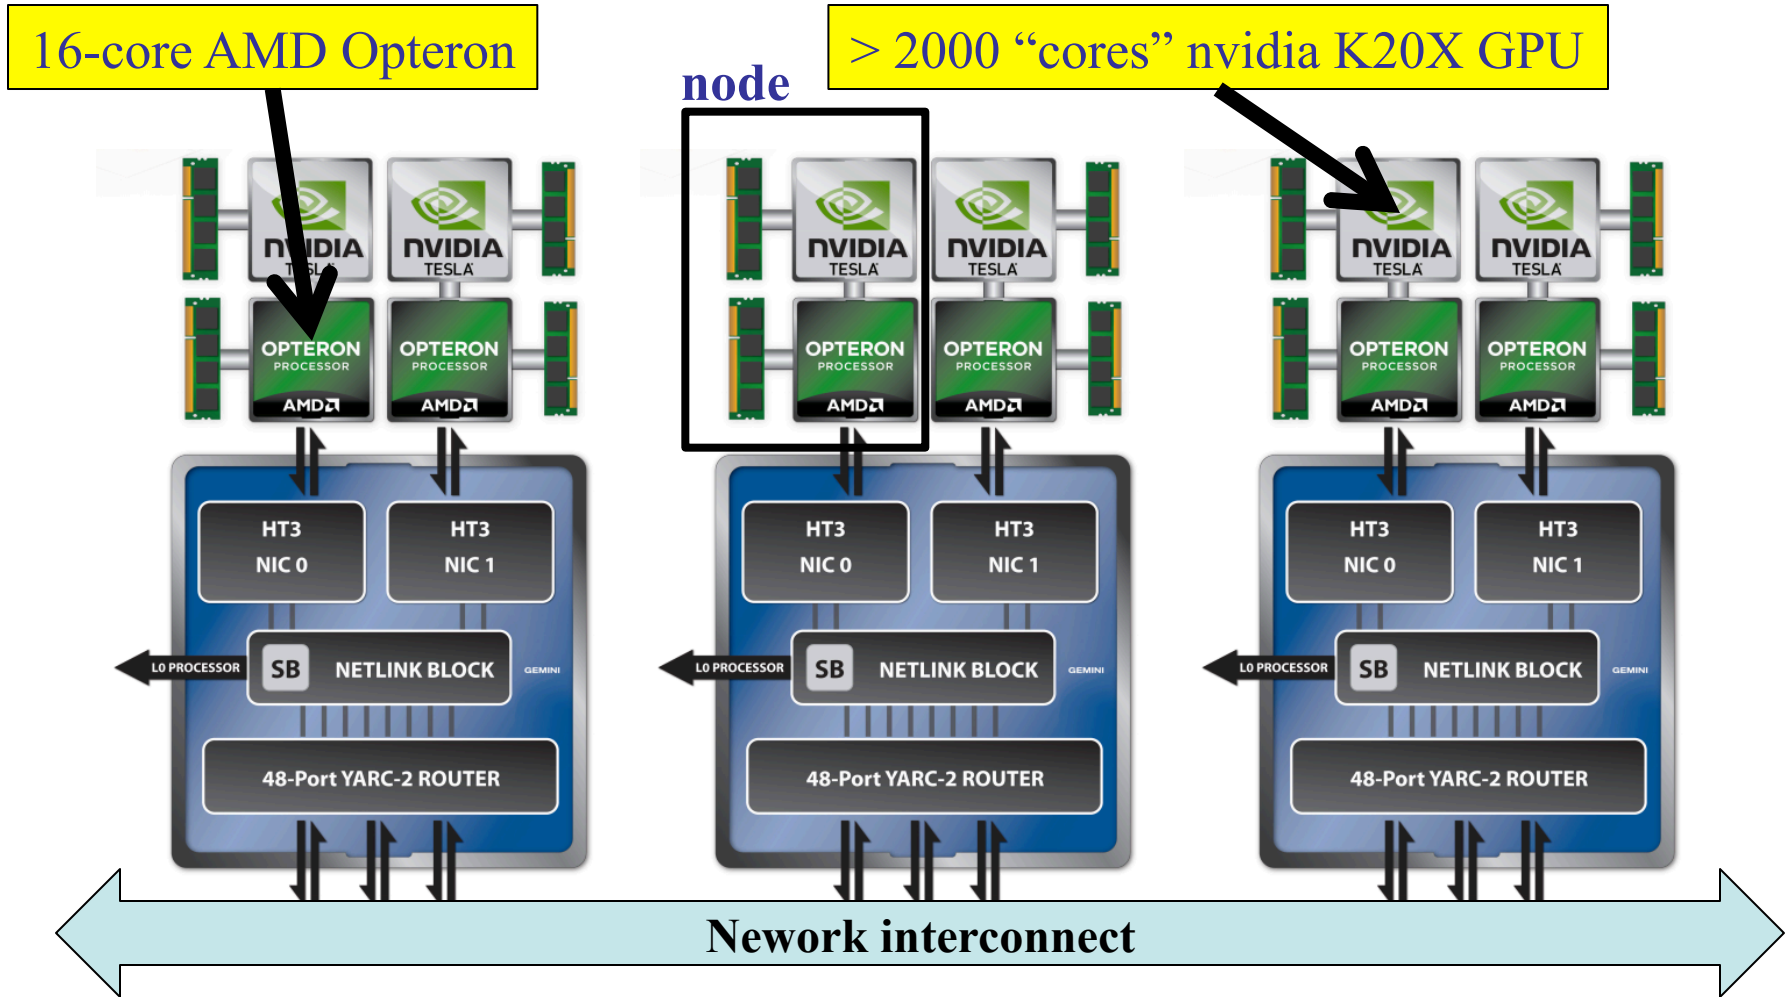 16-core AMD Opteron
> 2000 “cores” nvidia K20X GPU
node
NVIDIA
TESLA
NVIDIA
TESLA
NVIDIA
TESLA
NVIDIA
TESLA
NVIDIA
TESLA
NVIDIA
TESLA
OPTERON
PROCESSOR
AMD
OPTERON
PROCESSOR
AMD
OPTERON
PROCESSOR
AMD
OPTERON
PROCESSOR
AMD
OPTERON
PROCESSOR
AMD
OPTERON
PROCESSOR
AMD
HT3
NIC 0
HT3
NIC 1
HT3
NIC 0
HT3
NIC 1
HT3
NIC 0
HT3
NIC 1
L0 PROCESSOR
SB
NETLINK BLOCK
GEMINI
L0 PROCESSOR
SB
NETLINK BLOCK
GEMINI
L0 PROCESSOR
SB
NETLINK BLOCK
GEMINI
48-Port YARC-2 ROUTER
48-Port YARC-2 ROUTER
48-Port YARC-2 ROUTER
Nework interconnect